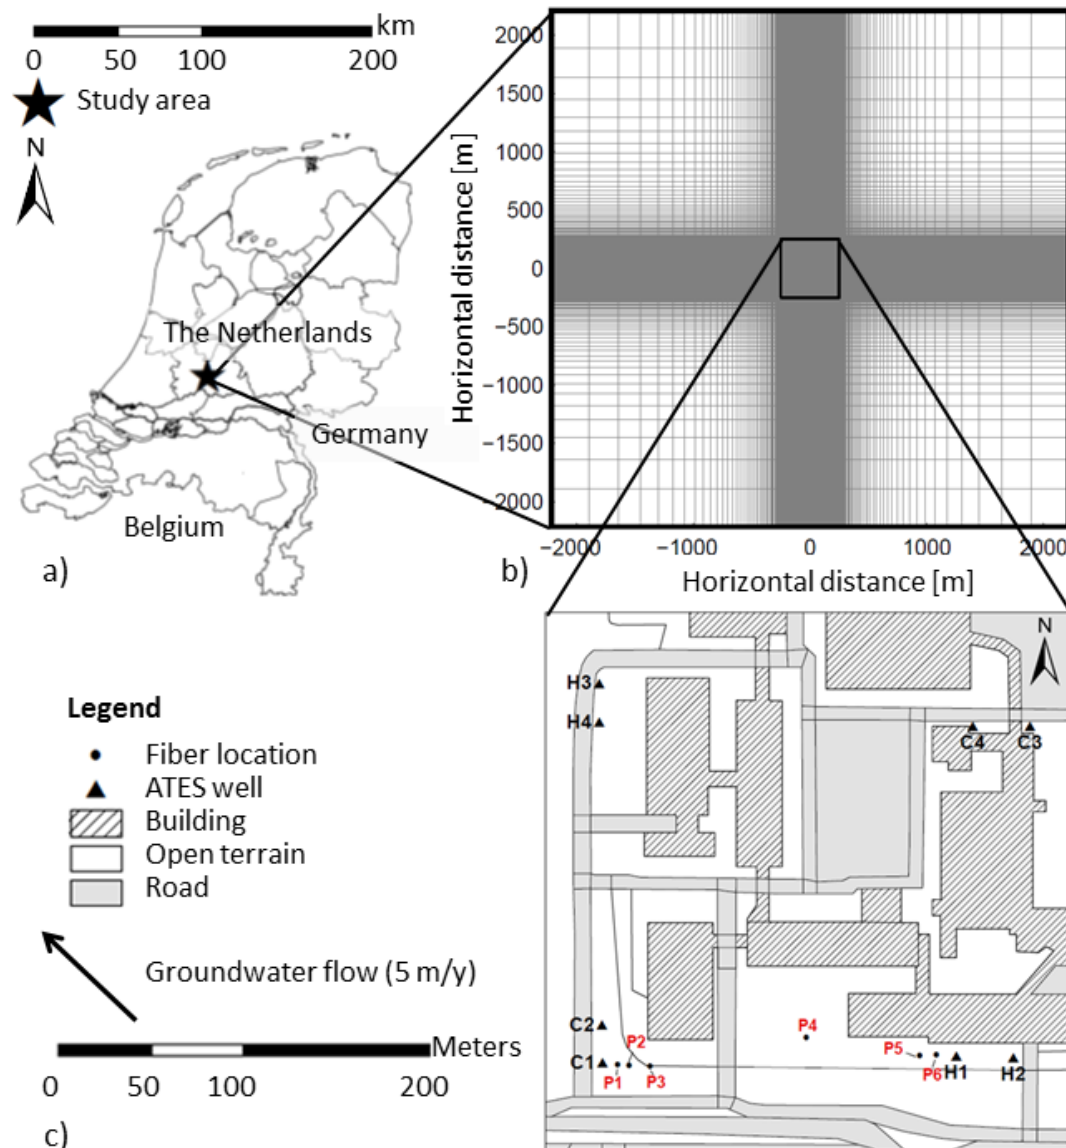 km
0 50 100 200
Study area
N
The Netherlands
Germany
Belgium
a)
2000
1500
1000
500
0
−500
−1000
−1500
−2000
Horizontal distance [m]
−2000 −1000 0 1000 2000
b)
Horizontal distance [m]
N
H3
H4
C4 C3
C2
C1
P1
P2
P3
P4
P5
P6
H1
H2
Legend
Fiber location
ATES well
Building
Open terrain
Road
Groundwater flow (5 m/y)
Meters
0 50 100 200
c)